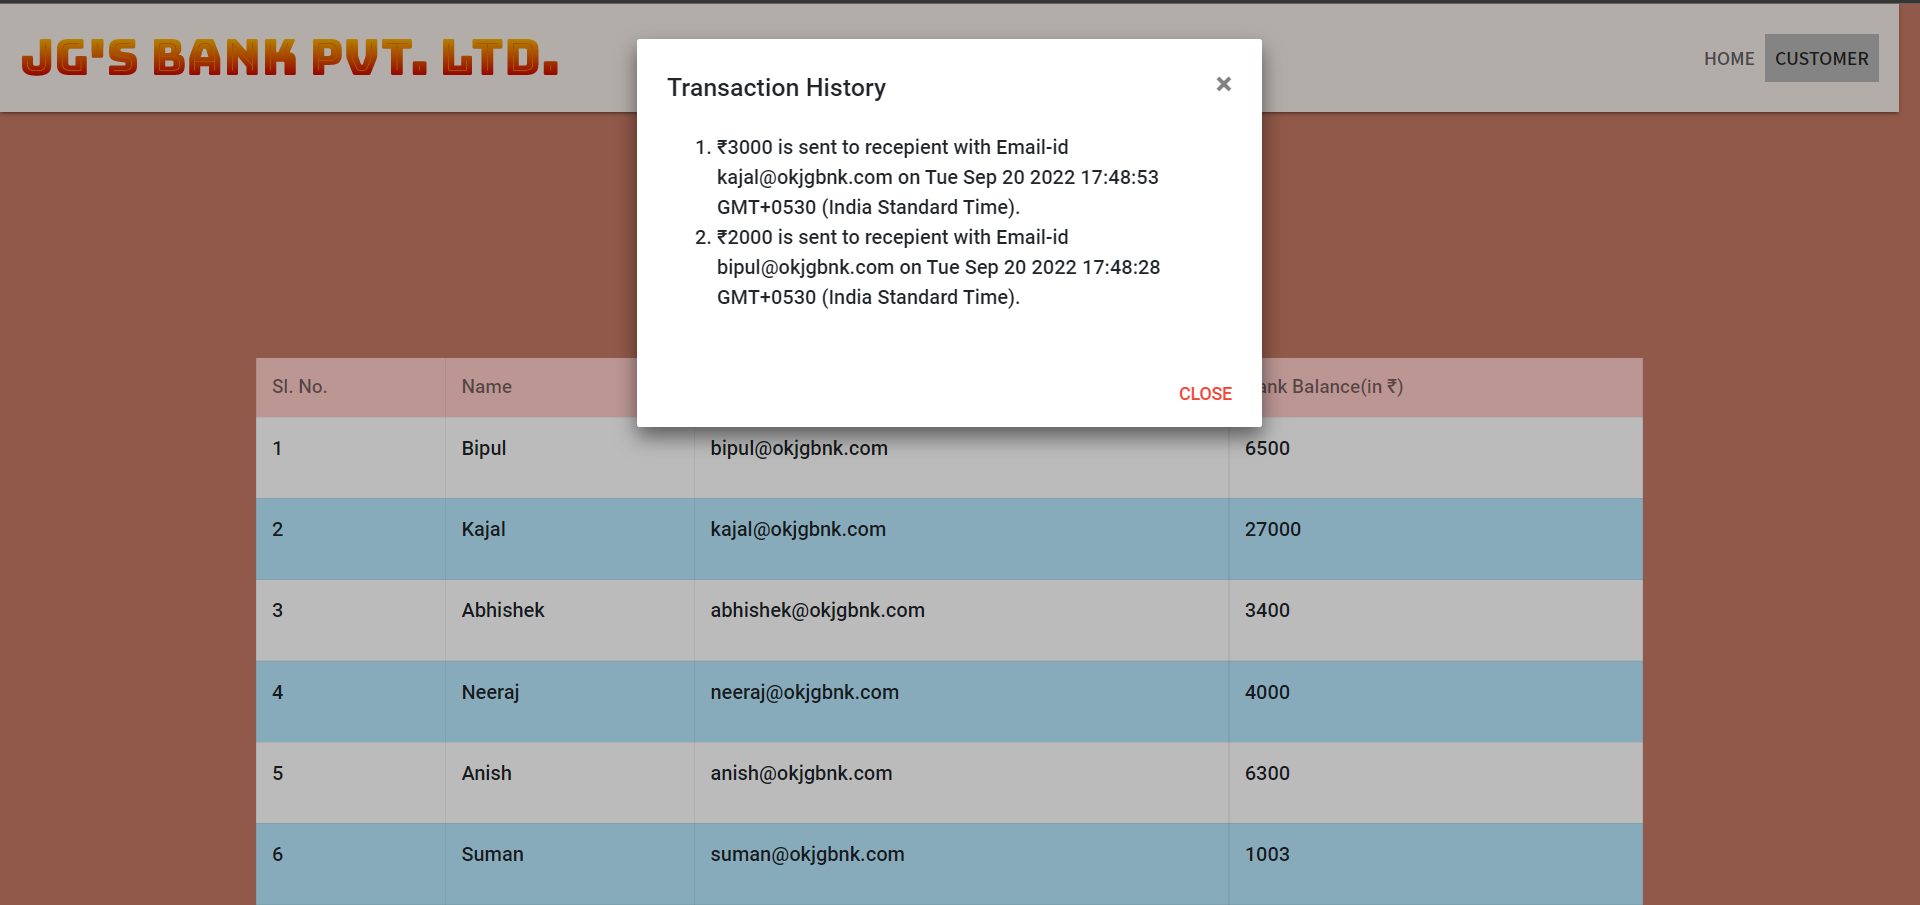 JG'S BANK PVT. LTD.
HOME
CUSTOMER
Transaction History
×
1. ₹3000 is sent to recepient with Email-id
kajal@okjgbnk.com on Tue Sep 20 2022 17:48:53
GMT+0530 (India Standard Time).
2. ₹2000 is sent to recepient with Email-id
bipul@okjgbnk.com on Tue Sep 20 2022 17:48:28
GMT+0530 (India Standard Time).
CLOSE
Sl. No. Name Balance(in ₹)
1 Bipul bipul@okjgbnk.com 6500
2 Kajal kajal@okjgbnk.com 27000
3 Abhishek abhishek@okjgbnk.com 3400
4 Neeraj neeraj@okjgbnk.com 4000
5 Anish anish@okjgbnk.com 6300
6 Suman suman@okjgbnk.com 1003